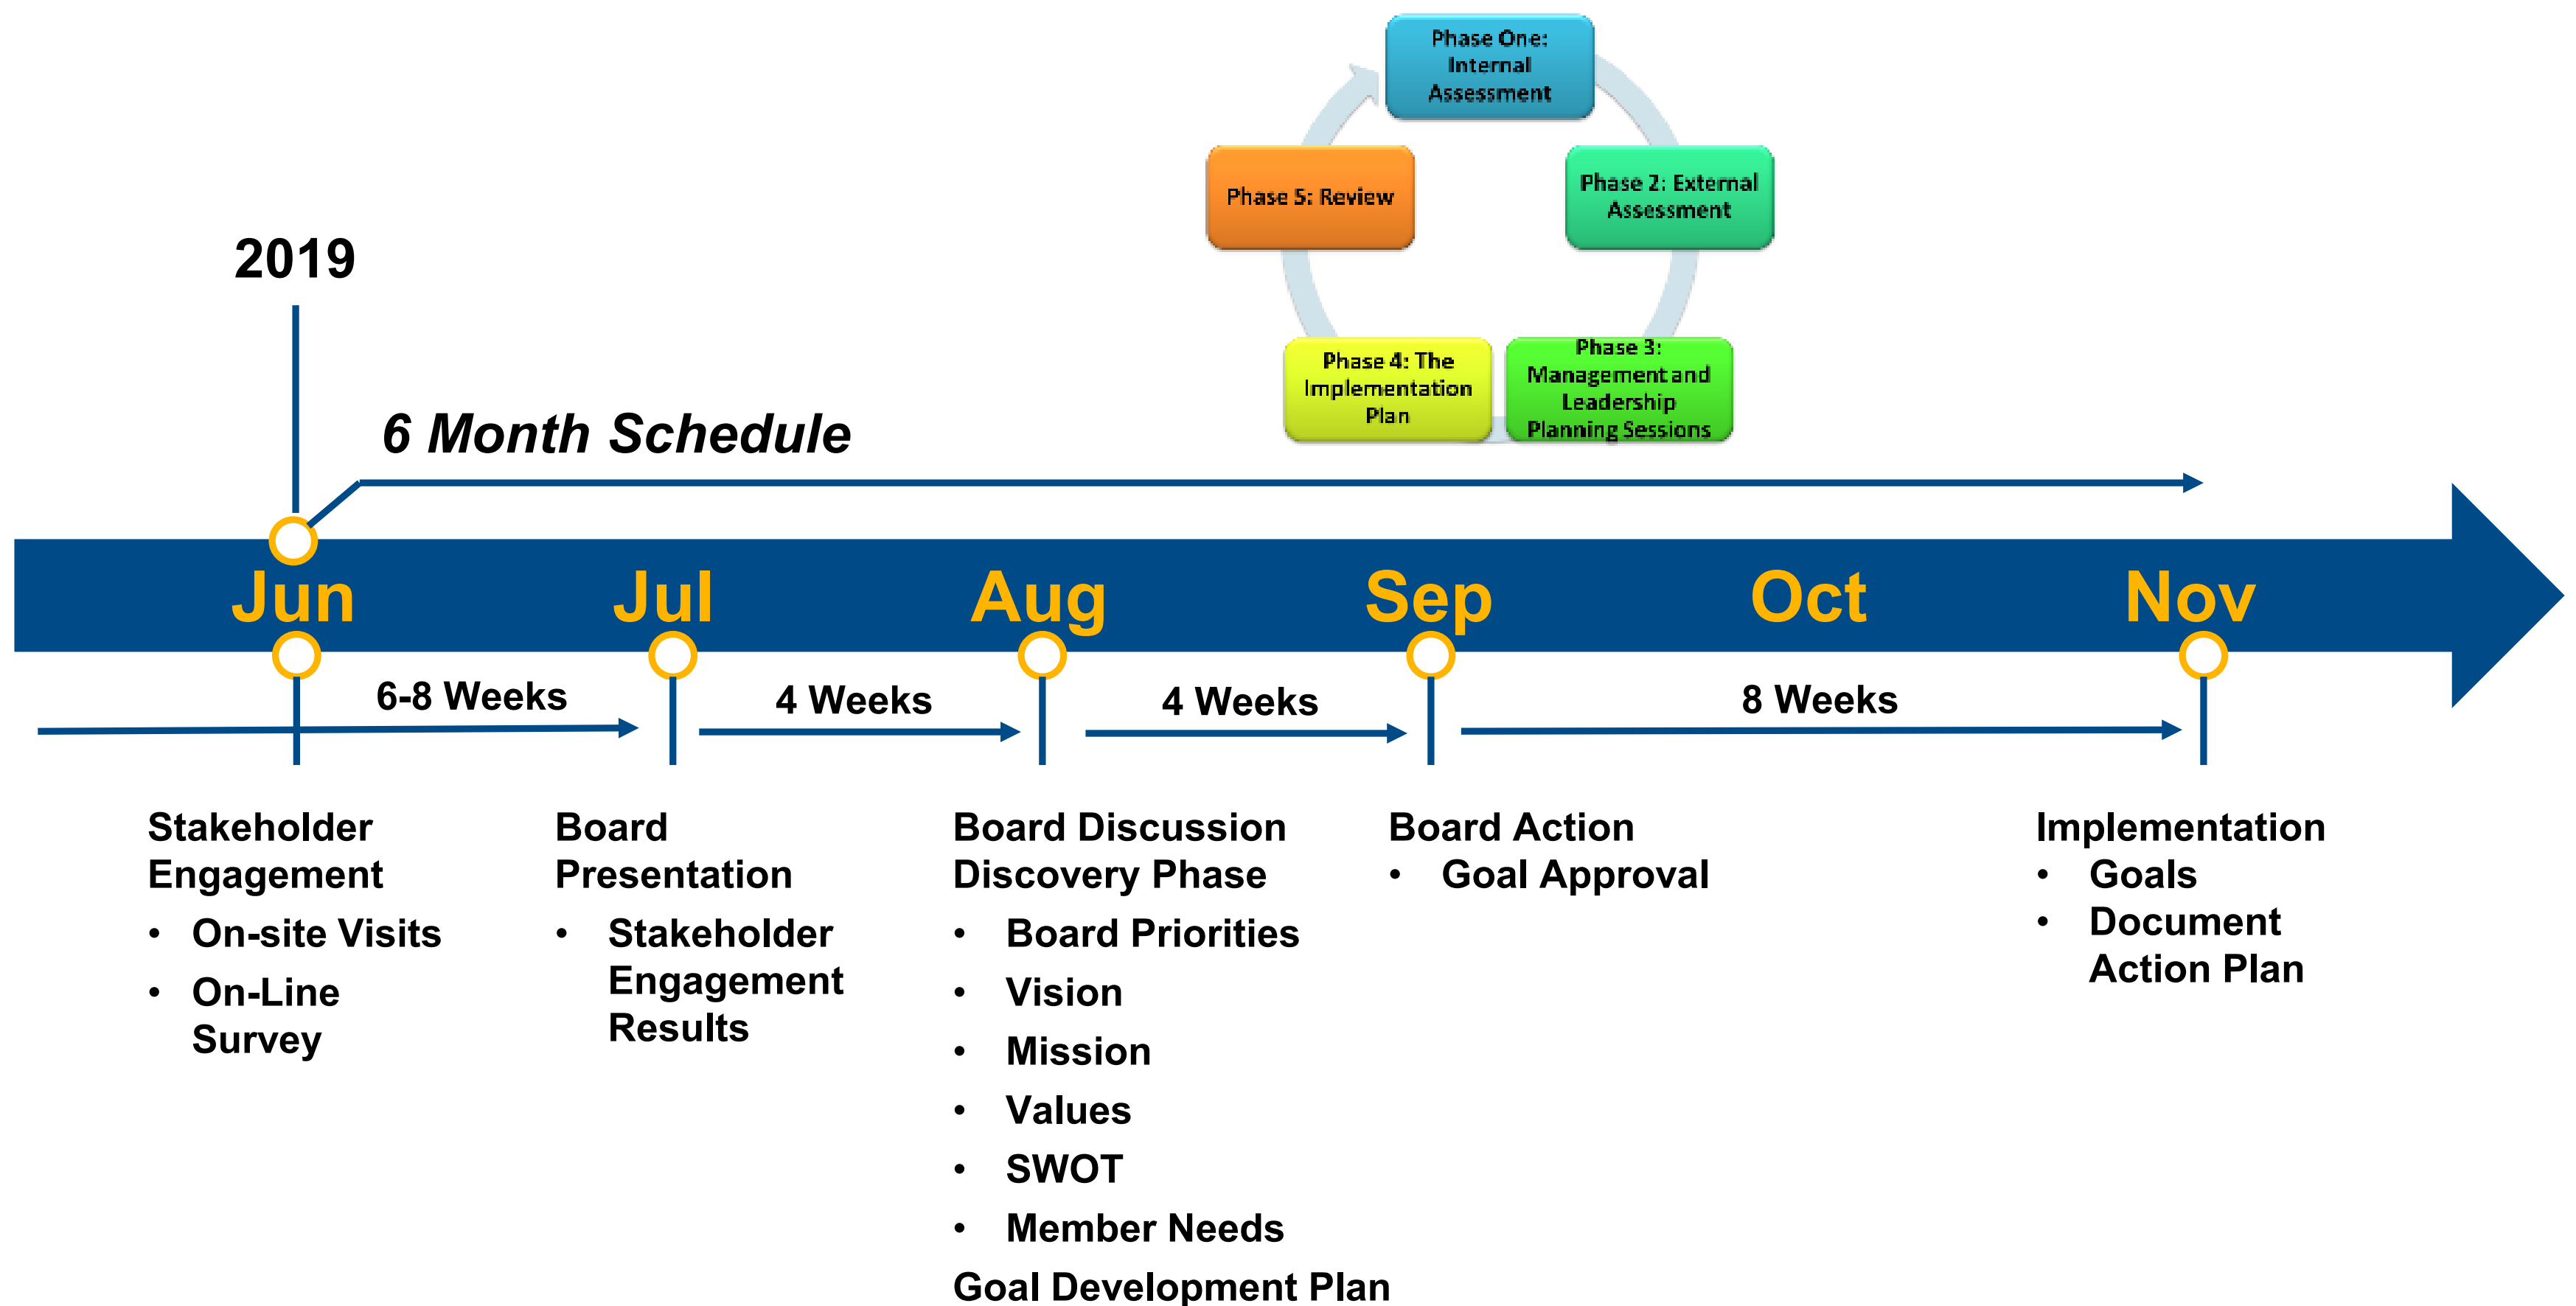 Phase One:
Internal
Assessment
Phase 5: Review
Phase 2: External
Assessment
Phase 4: The
Implementation
Plan
Phase 3:
Management and
Leadership
Planning Sessions
2019
6 Month Schedule
Jun
Jul
Aug
Sep
Oct
Nov
6-8 Weeks
4 Weeks
4 Weeks
8 Weeks
Stakeholder
Engagement
• On-site Visits
• On-Line
Survey
Board
Presentation
• Stakeholder
Engagement
Results
Board Discussion
Discovery Phase
• Board Priorities
• Vision
• Mission
• Values
• SWOT
• Member Needs
Goal Development Plan
Board Action
• Goal Approval
Implementation
• Goals
• Document
Action Plan